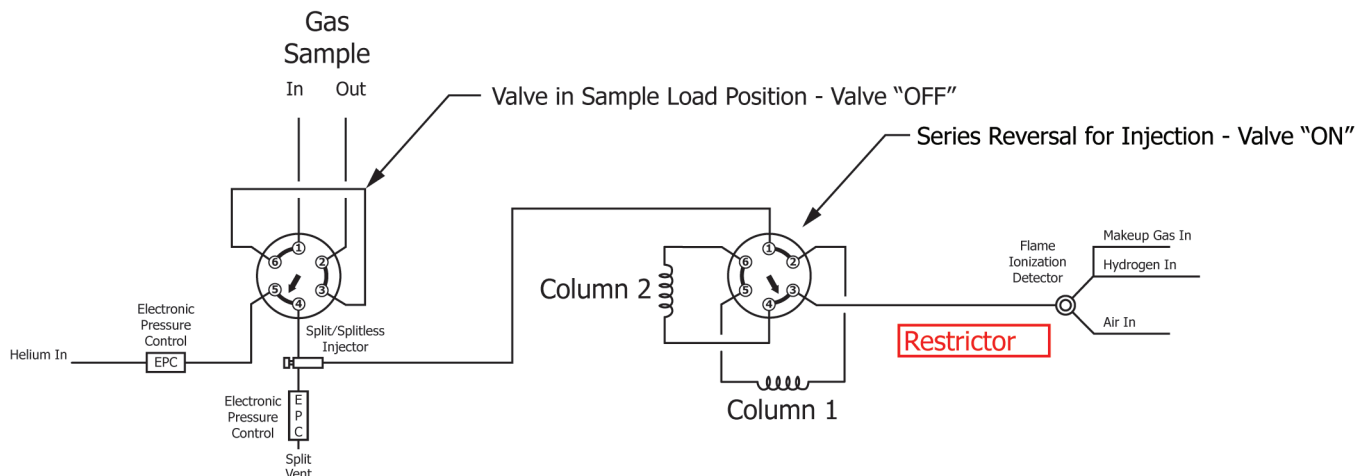 Gas
Sample
In Out
Valve in Sample Load Position - Valve “OFF”
Series Reversal for Injection - Valve “ON”
1
2
3
4
5
6
1
2
3
4
5
6
Column 2
Column 1
Flame
Ionization
Detector
Makeup Gas In
Hydrogen In
Air In
Restrictor
Electronic
Pressure
Control
Helium In
EPC
Split/Splitless
Injector
Electronic
Pressure
Control
E
P
C
Split
Vent